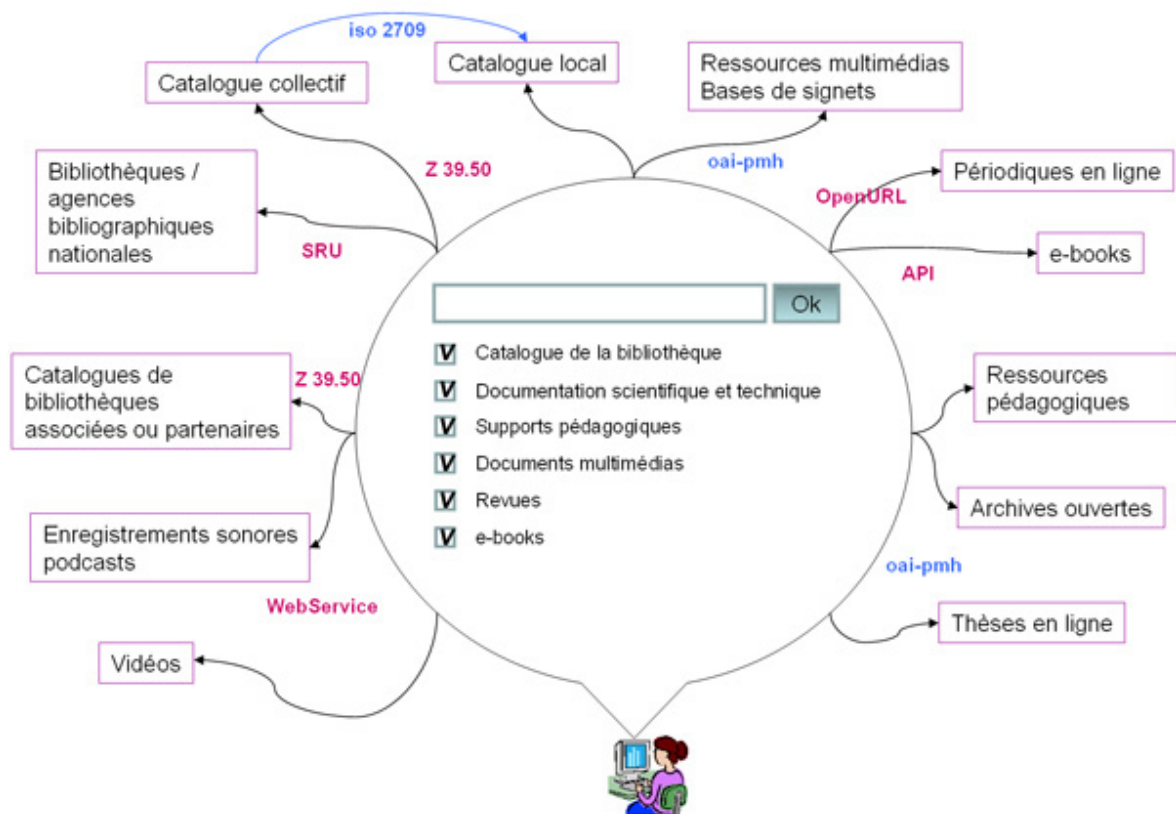 iso 2709
Catalogue collectif
Catalogue local
Ressources multimédias
Bases de signets
Z 39.50
oai-pmh
Bibliothèques /
agences
bibliographiques
nationales
SRU
OpenURL
Périodiques en ligne
API
e-books
Ok
Catalogue de la bibliothèque
Documentation scientifique et technique
Supports pédagogiques
Documents multimédias
Revues
e-books
Catalogues de
bibliothèques
associées ou partenaires
Z 39.50
Ressources
pédagogiques
Enregistrements sonores
podcasts
Archives ouvertes
oai-pmh
WebService
Thèses en ligne
Vidéos